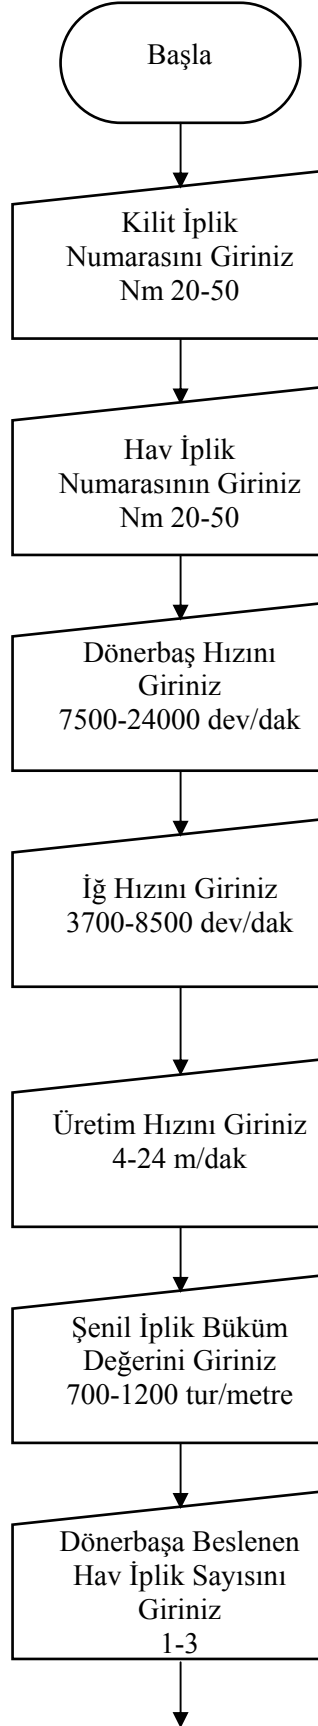 Başla
Kilit İplik
Numarasını Giriniz
Nm 20-50
Hav İplik
Numarasının Giriniz
Nm 20-50
Dönerbaş Hızını
Giriniz
7500-24000 dev/dak
İğ Hızını Giriniz
3700-8500 dev/dak
Üretim Hızını Giriniz
4-24 m/dak
Şenil İplik Büküm
Değerini Giriniz
700-1200 tur/metre
Dönerbaşa Beslenen
Hav İplik Sayısını
Giriniz
1-3